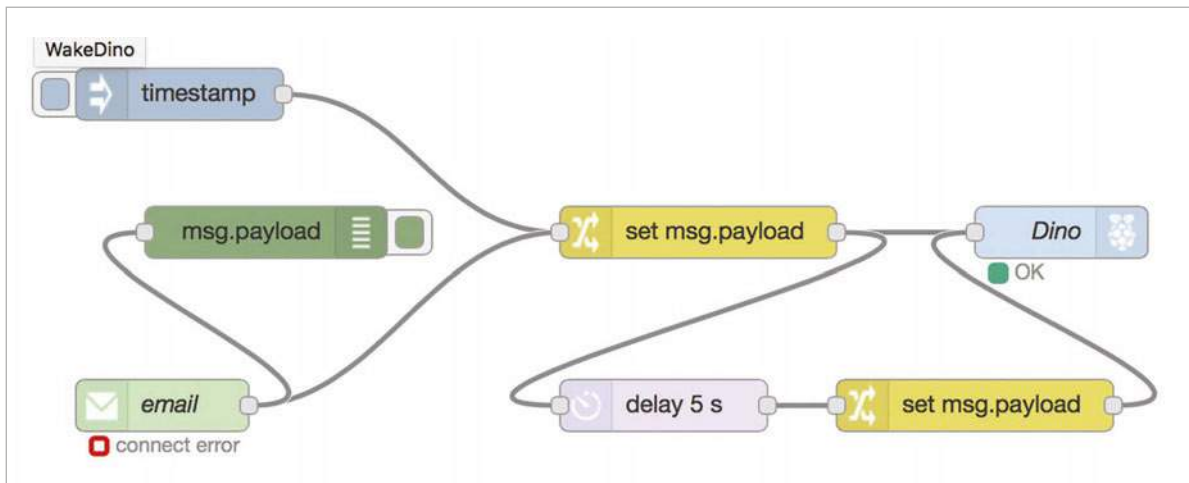 WakeDino
timestamp
msg.payload
set msg.payload
Dino
OK
email
connect error
delay 5 s
set msg.payload